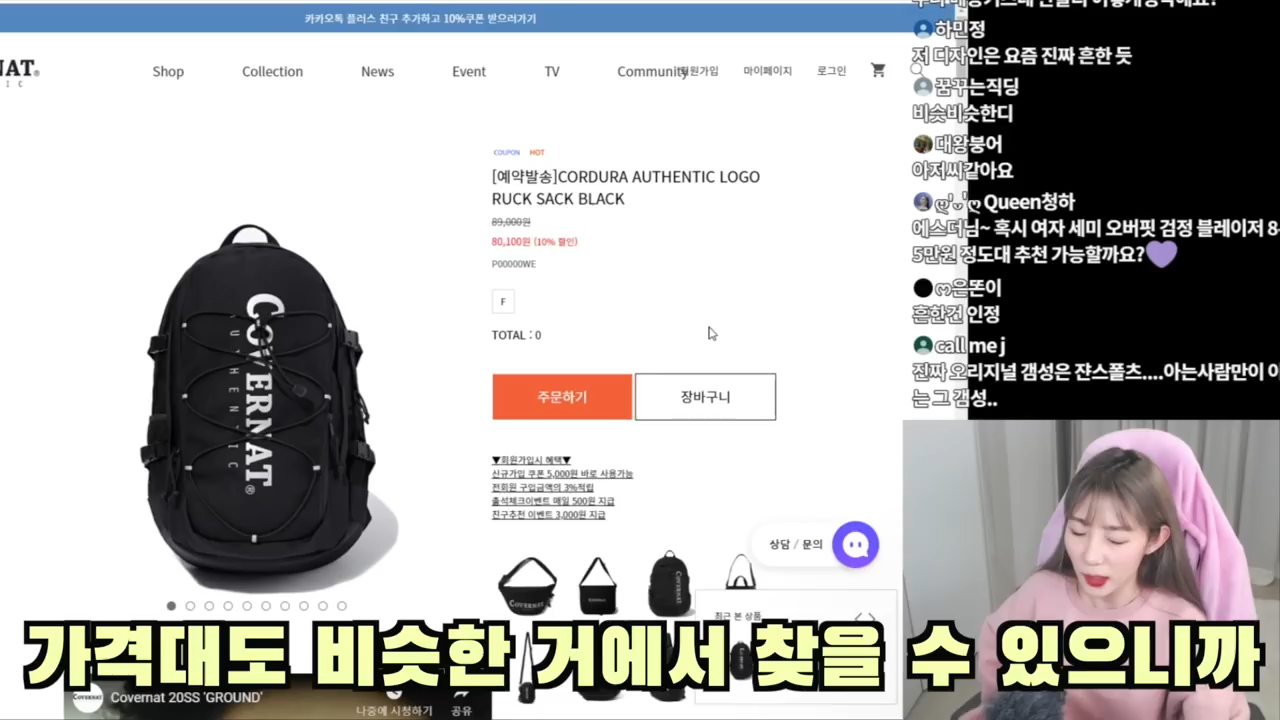 카카오톡 플러스 친구 추가하고 10%쿠폰 받으러가기
Shop
Collection
News
Event
TV
Community
마이페이지
로그인
COUPON HOT
[예약발송]CORDURA AUTHENTIC LOGO
RUCK SACK BLACK
89,000원
80,100원 (10% 할인)
P00000WE
F
TOTAL : 0
주문하기
장바구니
▼회원가입시 혜택▼
신규가입 쿠폰 5,000원 바로 사용가능
전회원 구입금액의 3%적립
출석체크이벤트 매일 500원 지급
친구추천 이벤트 3,000원 지급
상담 / 문의
최근 본 상품
COVERNAT
AUTHENTIC
하민정
저 디자인은 요즘 진짜 흔한 듯
꿈꾸는직딩
비슷비슷한디
대왕붕어
아저씨같아요
Queen청하
에스더님~ 혹시 여자 세미 오버핏 검정 블레이저 8-
5만원 정도대 추천 가능할까요?💜
은똔이
흔한건 인정
call me j
진짜 오리지널 갬성은 쟌스폴츠....아는사람만이 아
는 그 갬성..
가격대도 비슷한 거에서 찾을 수 있으니까
Covernat 20SS 'GROUND'
나중에 시청하기
공유